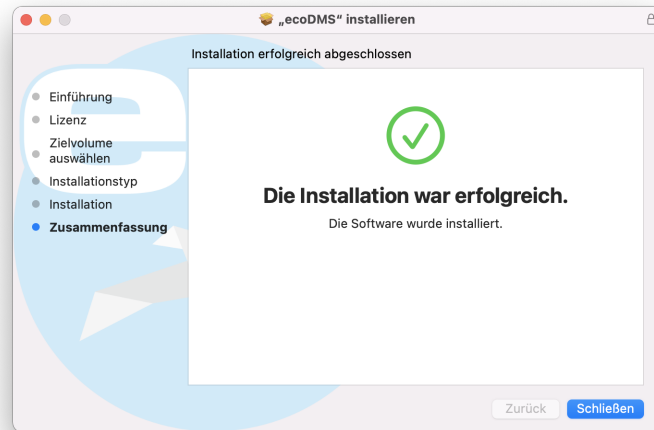 „ecoDMS“ installieren
Installation erfolgreich abgeschlossen
Einführung
Lizenz
Zielvolume
auswählen
Installationstyp
Installation
Zusammenfassung
Die Installation war erfolgreich.
Die Software wurde installiert.
Zurück
Schließen